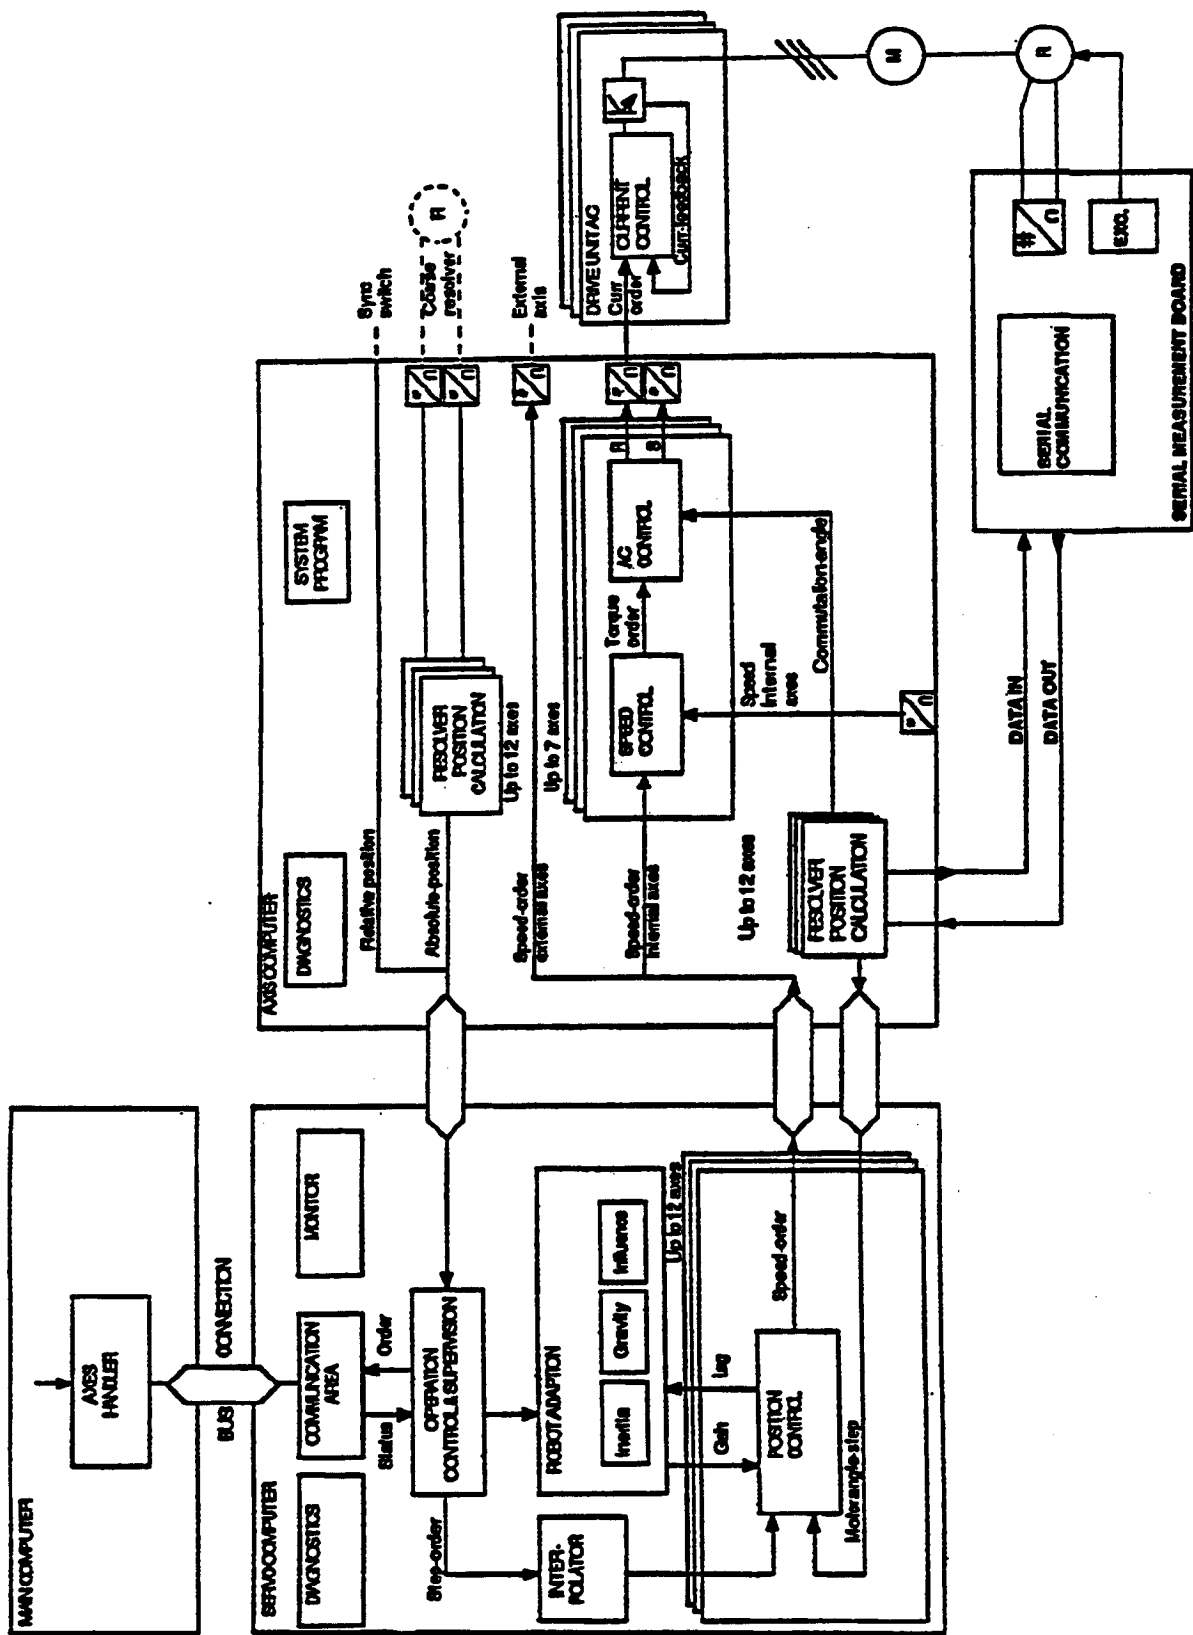 MAIN COMPUTER
AXES
HANDLER
BUS
CONNECTION
SERVO COMPUTER
DIAGNOSTICS
COMMUNICATION
AREA
MONITOR
Status
Order
OPERATION
CONTROL & SUPERVISION
Step-order
INTER-
POLATOR
ROBOT ADAPTION
Inertia
Gravity
Influence
Up to 12 axes
Gain
Lag
POSITION
CONTROL
Speed-order
Motorangle-step
AXIS COMPUTER
DIAGNOSTICS
SYSTEM
PROGRAM
Relative position
Sync
switch
Absolute-position
RESOLVER
POSITION
CALCULATION
Up to 12 axes
Coarse
resolver
R
Speed-order
external axes
External
axis
Up to 7 axes
Speed-order
internal axes
SPEED
CONTROL
Torque
order
AC
CONTROL
R
S
Speed
internal
axes
Commutation-angle
Up to 12 axes
RESOLVER
POSITION
CALCULATION
DRIVE UNIT AC
Curr
order
CURRENT
CONTROL
Curr-feedback
M
R
DATA IN
DATA OUT
SERIAL
COMMUNICATION
#
n
EXC.
SERIAL MEASUREMENT BOARD